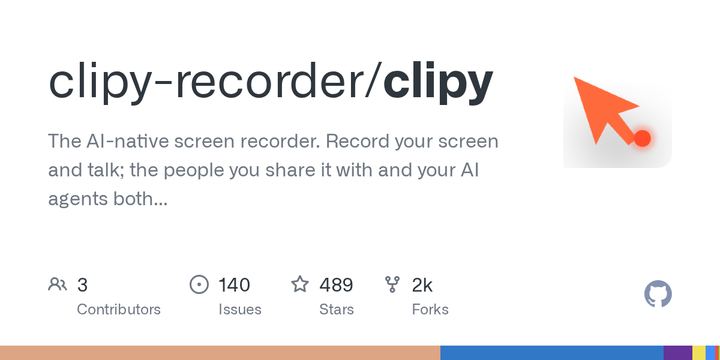 clipy-recorder/clipy
The AI-native screen recorder. Record your screen
and talk; the people you share it with and your AI
agents both...
3
Contributors
140
Issues
489
Stars
2k
Forks